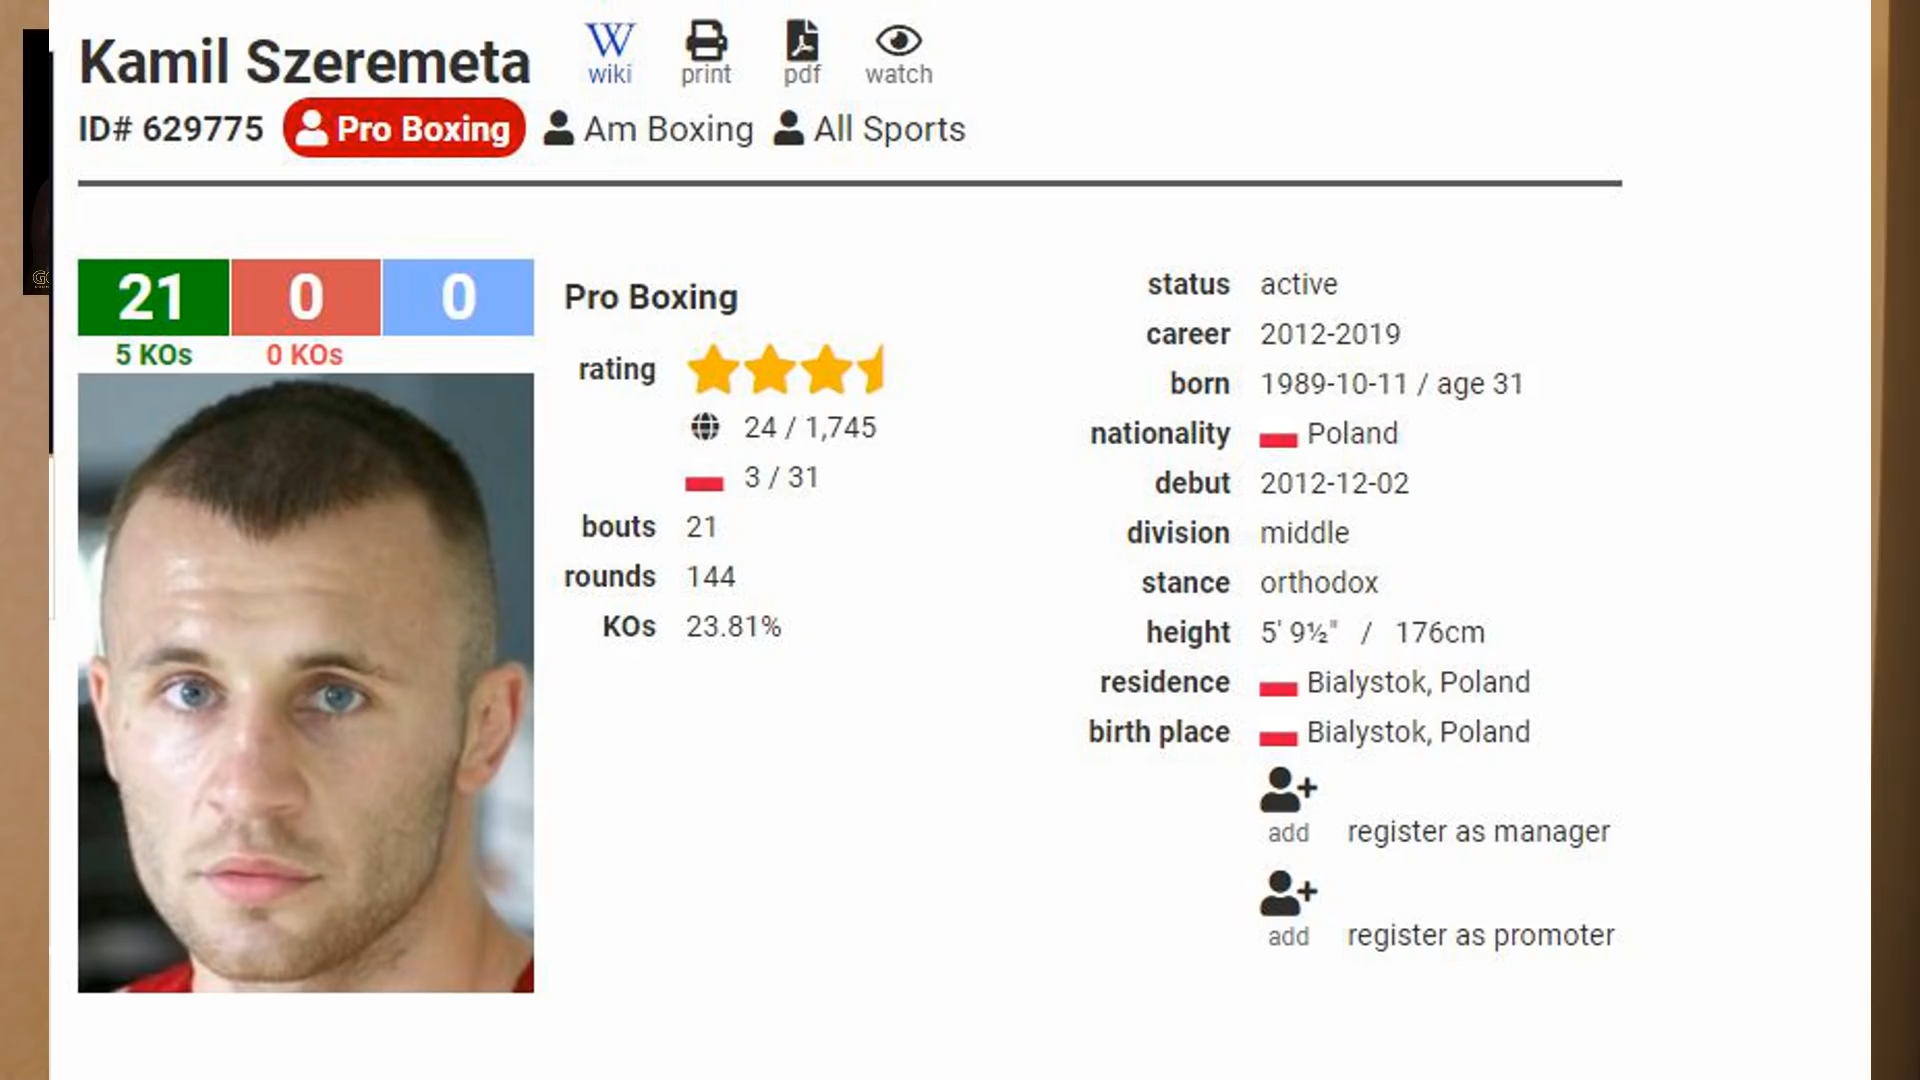 Kamil Szeremeta
wiki
print
pdf
watch
ID# 629775
Pro Boxing
Am Boxing
All Sports
21
0
0
5 KOs
0 KOs
Pro Boxing
rating
24 / 1,745
3 / 31
bouts 21
rounds 144
KOs 23.81%
status active
career 2012-2019
born 1989-10-11 / age 31
nationality Poland
debut 2012-12-02
division middle
stance orthodox
height 5' 9½" / 176cm
residence Bialystok, Poland
birth place Bialystok, Poland
add register as manager
add register as promoter